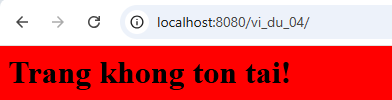 localhost:8080/vi_du_04/
Trang khong ton tai!